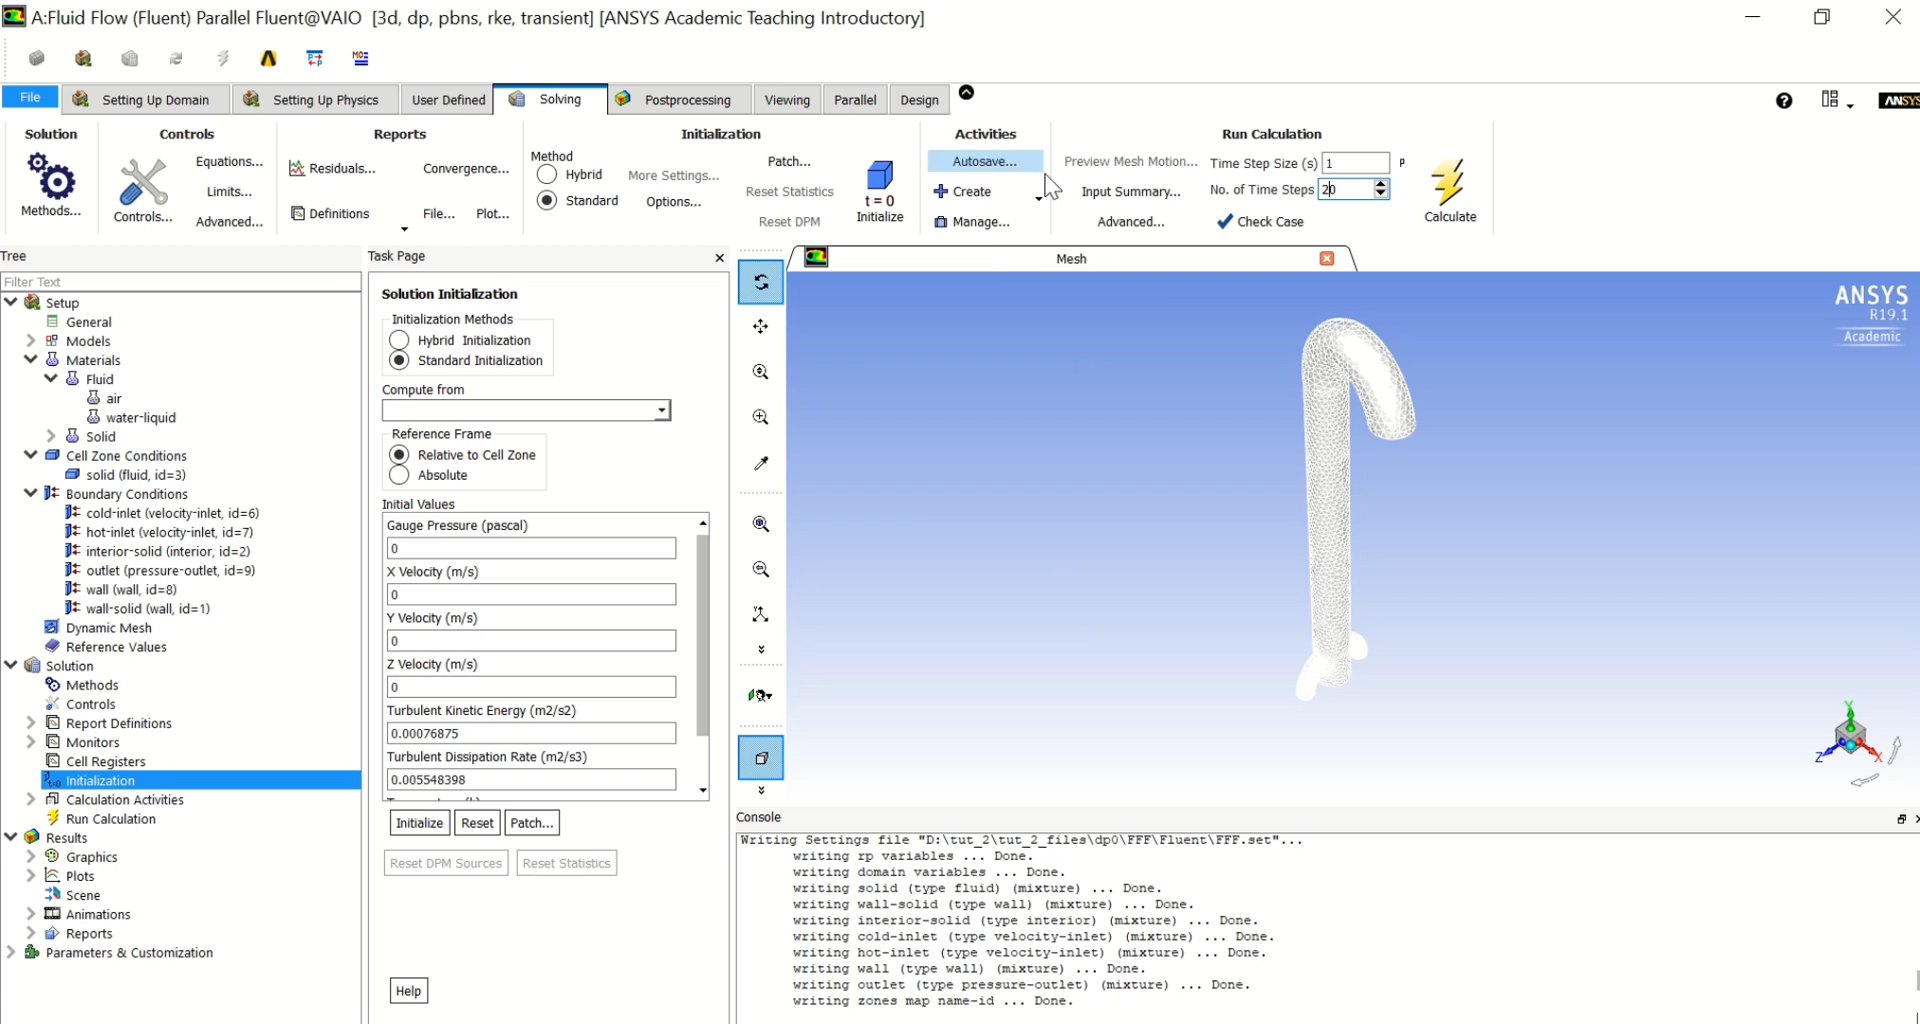 A:Fluid Flow (Fluent) Parallel Fluent@VAIO [3d, dp, pbns, rke, transient] [ANSYS Academic Teaching Introductory]
File Setting Up Domain Setting Up Physics User Defined Solving Postprocessing Viewing Parallel Design ANSYS
Solution
Methods...
Controls
Controls...
Equations...
Limits...
Advanced...
Reports
Residuals... Convergence...
Definitions File... Plot...
Initialization
Method
Hybrid
Standard
More Settings...
Options...
Patch...
Reset Statistics
Reset DPM
t = 0
Initialize
Activities
Autosave...
Create
Manage...
Run Calculation
Preview Mesh Motion...
Input Summary...
Advanced...
Time Step Size (s) 1 P
No. of Time Steps 20
Check Case
Calculate
Tree
Filter Text
Setup
General
Models
Materials
Fluid
air
water-liquid
Solid
Cell Zone Conditions
solid (fluid, id=3)
Boundary Conditions
cold-inlet (velocity-inlet, id=6)
hot-inlet (velocity-inlet, id=7)
interior-solid (interior, id=2)
outlet (pressure-outlet, id=9)
wall (wall, id=8)
wall-solid (wall, id=1)
Dynamic Mesh
Reference Values
Solution
Methods
Controls
Report Definitions
Monitors
Cell Registers
Initialization
Calculation Activities
Run Calculation
Results
Graphics
Plots
Scene
Animations
Reports
Parameters & Customization
Task Page
Solution Initialization
Initialization Methods
Hybrid Initialization
Standard Initialization
Compute from
Reference Frame
Relative to Cell Zone
Absolute
Initial Values
Gauge Pressure (pascal)
0
X Velocity (m/s)
0
Y Velocity (m/s)
0
Z Velocity (m/s)
0
Turbulent Kinetic Energy (m2/s2)
0.00076875
Turbulent Dissipation Rate (m2/s3)
0.005548398
Initialize Reset Patch...
Reset DPM Sources Reset Statistics
Help
Mesh
ANSYS
R19.1
Academic
Y
Z
X
Console
Writing Settings file "D:\tut_2\tut_2_files\dp0\FFF\Fluent\FFF.set"...
writing rp variables ... Done.
writing domain variables ... Done.
writing solid (type fluid) (mixture) ... Done.
writing wall-solid (type wall) (mixture) ... Done.
writing interior-solid (type interior) (mixture) ... Done.
writing cold-inlet (type velocity-inlet) (mixture) ... Done.
writing hot-inlet (type velocity-inlet) (mixture) ... Done.
writing wall (type wall) (mixture) ... Done.
writing outlet (type pressure-outlet) (mixture) ... Done.
writing zones map name-id ... Done.